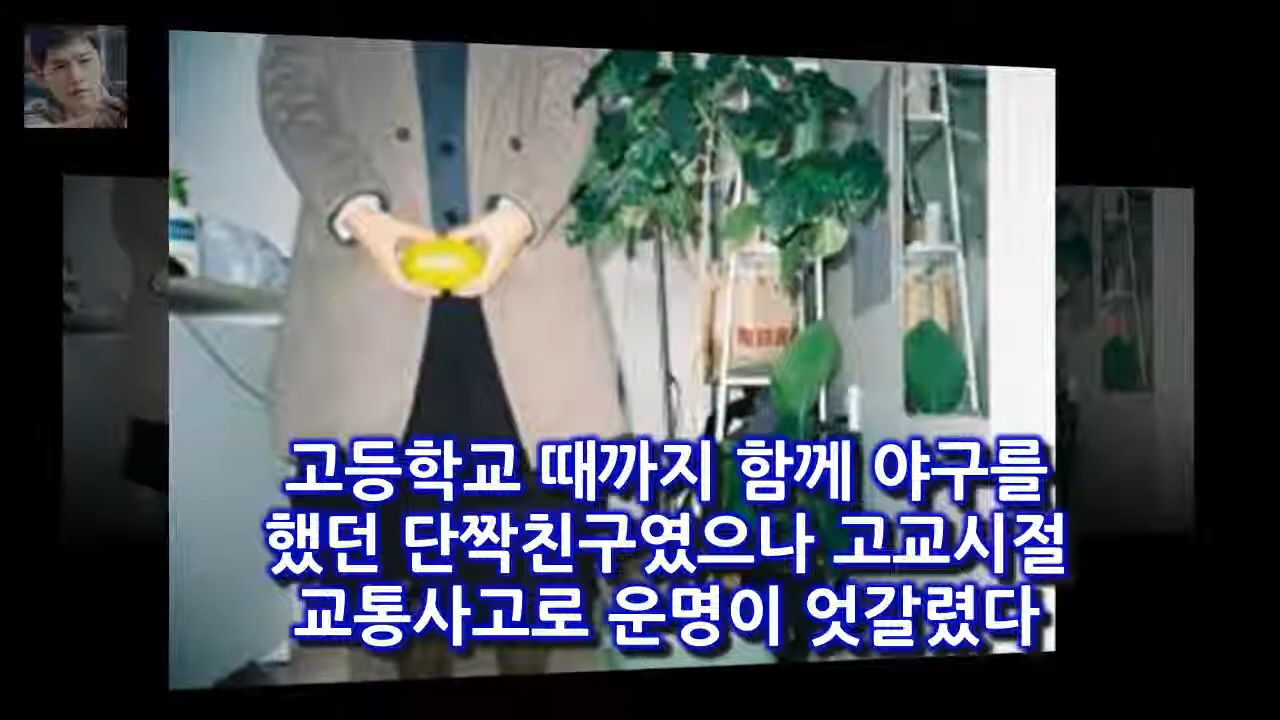 고등학교 때까지 함께 야구를
했던 단짝친구였으나 고교시절
교통사고로 운명이 엇갈렸다